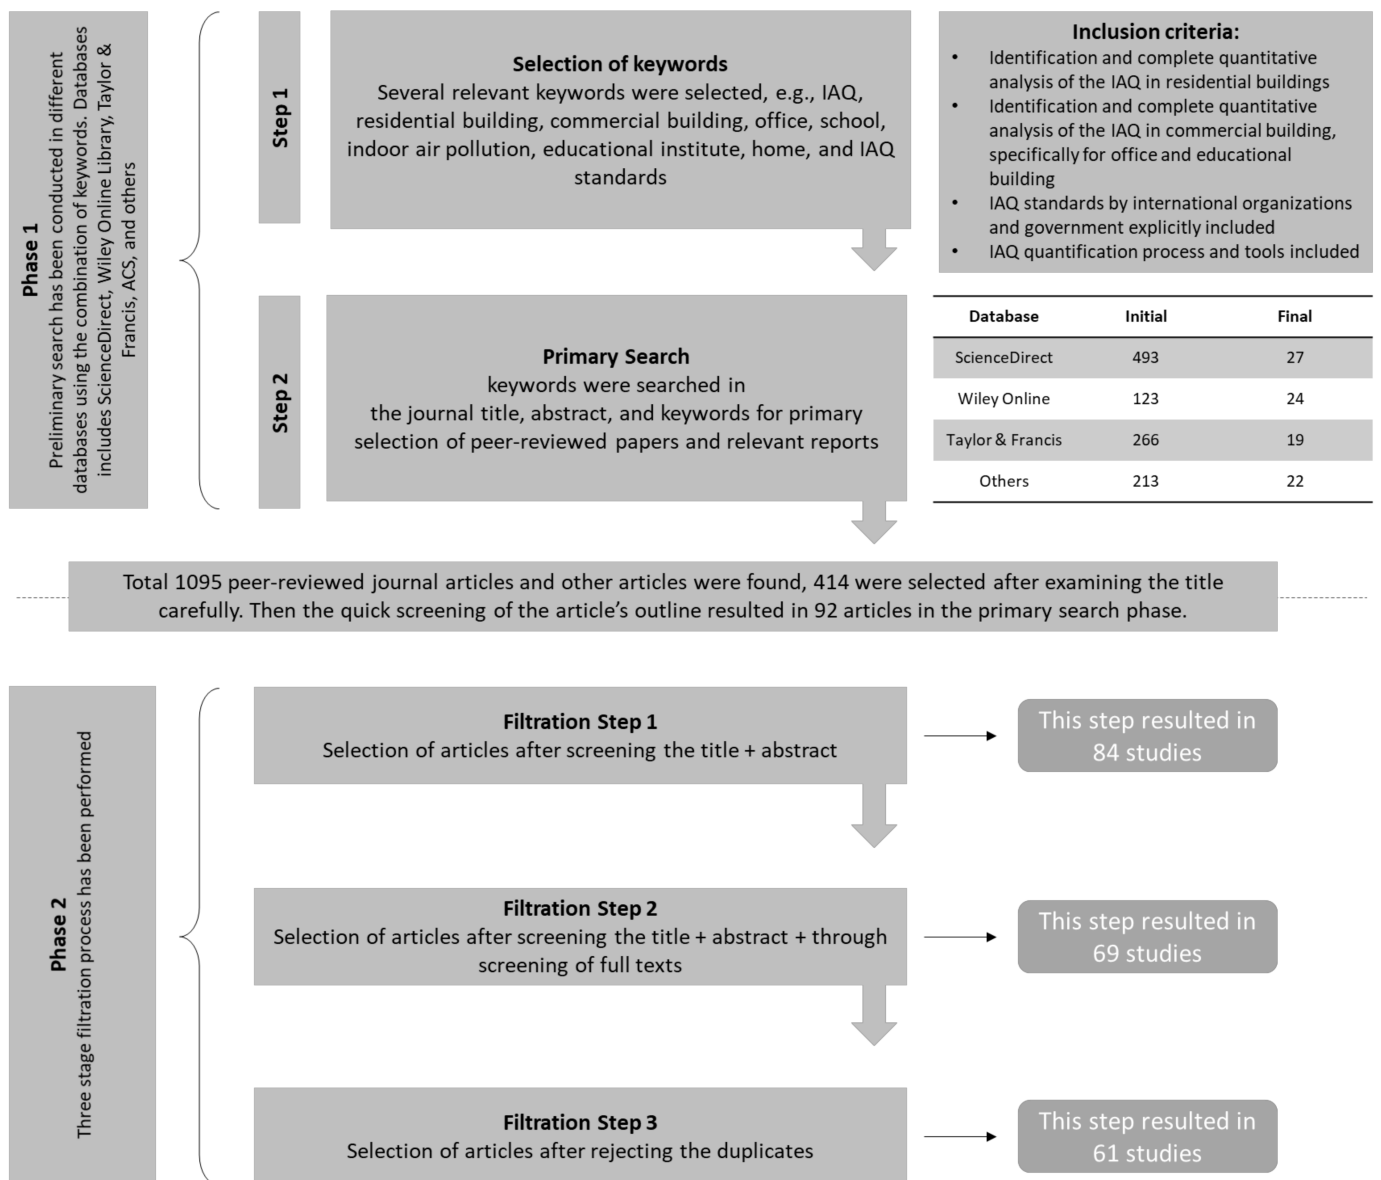 Phase 1
Preliminary search has been conducted in different
databases using the combination of keywords. Databases
includes ScienceDirect, Wiley Online Library, Taylor &
Francis, ACS, and others
Step 1
Selection of keywords
Several relevant keywords were selected, e.g., IAQ,
residential building, commercial building, office, school,
indoor air pollution, educational institute, home, and IAQ
standards
Inclusion criteria:
• Identification and complete quantitative
analysis of the IAQ in residential buildings
• Identification and complete quantitative
analysis of the IAQ in commercial building,
specifically for office and educational
building
• IAQ standards by international organizations
and government explicitly included
• IAQ quantification process and tools included
Step 2
Primary Search
keywords were searched in
the journal title, abstract, and keywords for primary
selection of peer-reviewed papers and relevant reports
Database Initial Final
ScienceDirect 493 27
Wiley Online 123 24
Taylor & Francis 266 19
Others 213 22
Total 1095 peer-reviewed journal articles and other articles were found, 414 were selected after examining the title
carefully. Then the quick screening of the article’s outline resulted in 92 articles in the primary search phase.
Phase 2
Three stage filtration process has been performed
Filtration Step 1
Selection of articles after screening the title + abstract
This step resulted in
84 studies
Filtration Step 2
Selection of articles after screening the title + abstract + through
screening of full texts
This step resulted in
69 studies
Filtration Step 3
Selection of articles after rejecting the duplicates
This step resulted in
61 studies